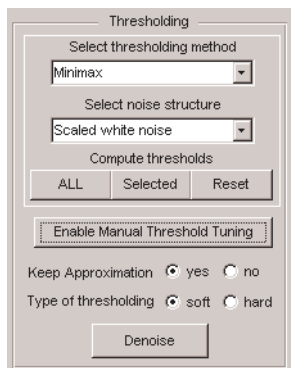 Thresholding
Select thresholding method
Minimax
Select noise structure
Scaled white noise
Compute thresholds
ALL Selected Reset
Enable Manual Threshold Tuning
Keep Approximation yes no
Type of thresholding soft hard
Denoise